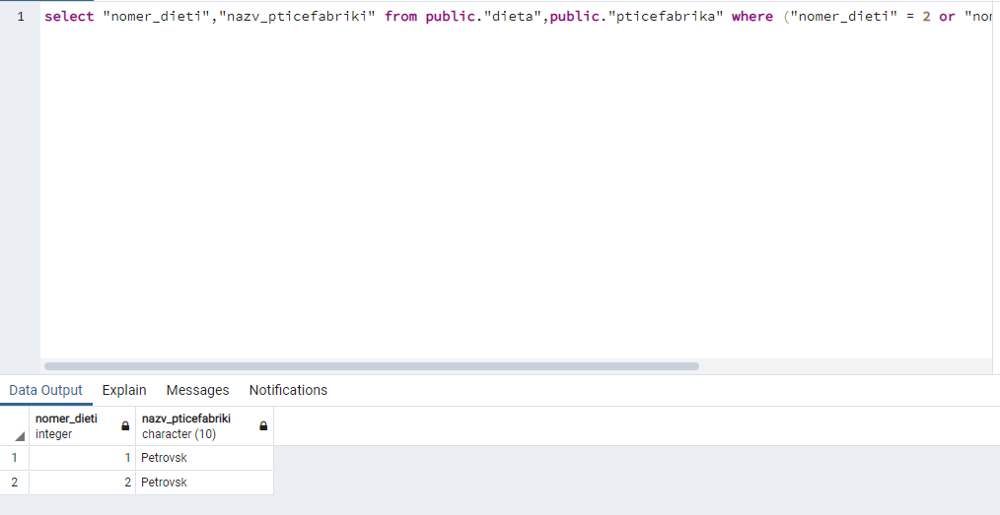 1 select "nomer_dieti","nazv_pticefabriki" from public."dieta",public."pticefabrika" where ("nomer_dieti" = 2 or
Data Output Explain Messages Notifications
nomer_dieti nazv_pticefabriki
integer character (10)
1 1 Petrovsk
2 2 Petrovsk